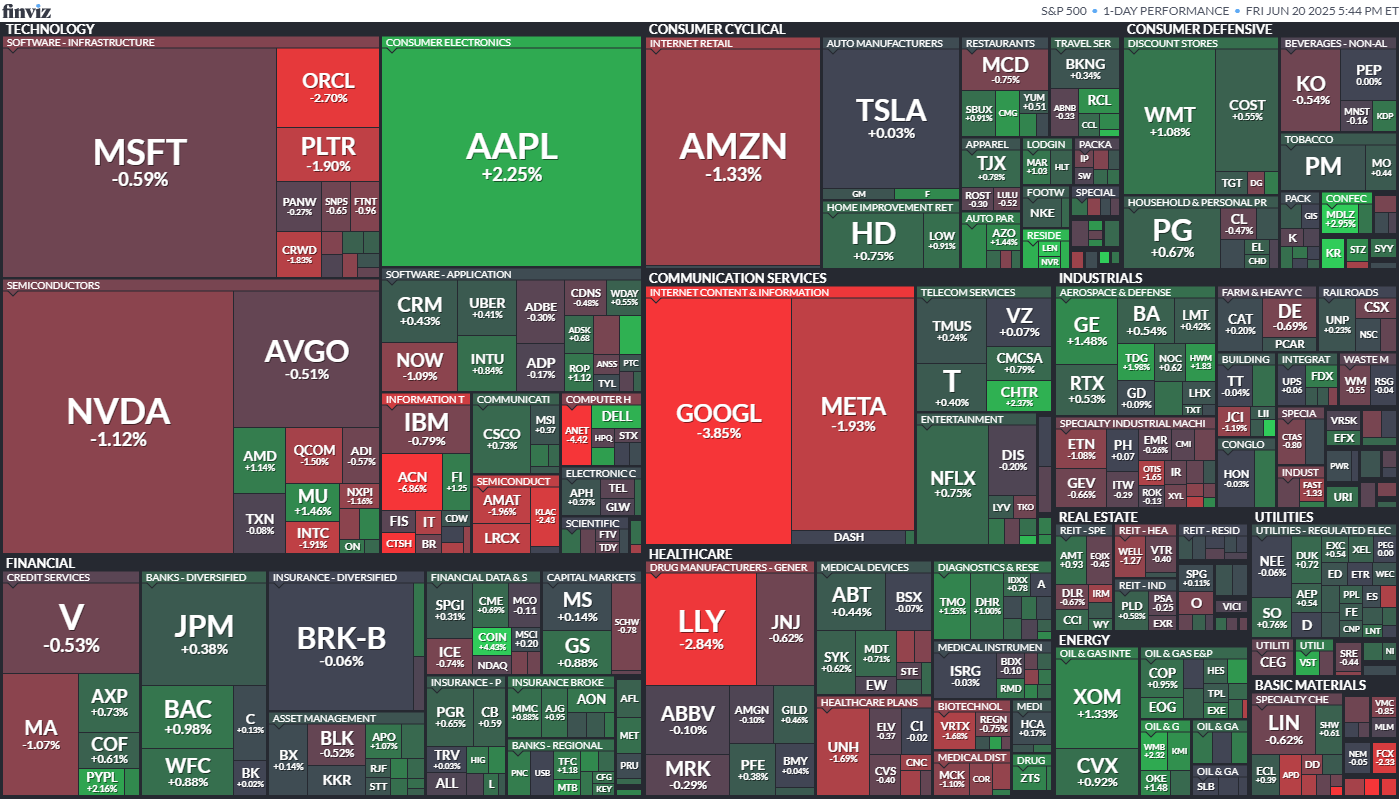 finviz
S&P 500 • 1-DAY PERFORMANCE • FRI JUN 20 2025 5:44 PM ET
TECHNOLOGY
SOFTWARE - INFRASTRUCTURE
MSFT
-0.59%
ORCL
-2.70%
PLTR
-1.90%
PANW
-0.27%
SNPS
-0.65
FTNT
-0.96
CRWD
-1.83%
CONSUMER ELECTRONICS
AAPL
+2.25%
SEMICONDUCTORS
NVDA
-1.12%
AVGO
-0.51%
AMD
+1.14%
QCOM
-1.50%
ADI
-0.57%
TXN
-0.08%
MU
+1.46%
NXPI
-1.16%
INTC
-1.91%
ON
SOFTWARE - APPLICATION
CRM
+0.43%
UBER
+0.41%
ADBE
-0.30%
CDNS
-0.48%
WDAY
+0.55%
NOW
-1.09%
INTU
+0.84%
ADP
-0.17%
ADSK
+0.68
ROP
+1.12
ANSS
PTC
TYL
INFORMATION T
IBM
-0.79%
ACN
-6.86%
FI
+1.25
FIS
IT
CDW
CTSH
BR
COMMUNICATI
CSCO
+0.73%
MSI
+0.37
COMPUTER H
ANET
-4.42
DELL
HPQ
STX
SEMICONDUCT
AMAT
-1.96%
KLAC
-2.43
LRCX
ELECTRONIC C
APH
+0.37%
TEL
GLW
SCIENTIFIC
FTV
TDY
CONSUMER CYCLICAL
INTERNET RETAIL
AMZN
-1.33%
AUTO MANUFACTURERS
TSLA
+0.03%
GM
F
HOME IMPROVEMENT RET
HD
+0.75%
LOW
+0.91%
RESTAURANTS
MCD
-0.75%
SBUX
+0.91%
CMG
YUM
+0.51
TRAVEL SER
BKNG
+0.34%
ABNB
-0.33
RCL
CCL
APPAREL
TJX
+0.78%
ROST
-0.30
LULU
-0.52
LODGIN
MAR
+1.03
HLT
PACKA
IP
SW
FOOTW
NKE
SPECIAL
AUTO PAR
AZO
+1.44%
RESIDE
LEN
NVR
CONSUMER DEFENSIVE
DISCOUNT STORES
WMT
+1.08%
COST
+0.55%
TGT
DG
BEVERAGES - NON-AL
KO
-0.54%
PEP
0.00%
MNST
-0.16
KDP
TOBACCO
PM
MO
+0.44
HOUSEHOLD & PERSONAL PR
PG
+0.67%
CL
-0.47%
EL
CHD
PACK
GIS
K
CONFEC
MDLZ
+2.95%
KR
STZ
SYY
COMMUNICATION SERVICES
INTERNET CONTENT & INFORMATION
GOOGL
-3.85%
META
-1.93%
DASH
TELECOM SERVICES
TMUS
+0.24%
VZ
+0.07%
T
+0.40%
CMCSA
+0.79%
CHTR
+2.37%
ENTERTAINMENT
NFLX
+0.75%
DIS
-0.20%
LYV
TKO
INDUSTRIALS
AEROSPACE & DEFENSE
GE
+1.48%
BA
+0.54%
LMT
+0.42%
RTX
+0.53%
TDG
+1.98%
NOC
+0.62
HWM
+1.83
GD
+0.09%
LHX
TXT
FARM & HEAVY C
CAT
+0.20%
DE
-0.69%
PCAR
RAILROADS
UNP
+0.23%
CSX
NSC
BUILDING
TT
-0.04%
JCI
-1.19%
LII
INTEGRAT
UPS
-0.06
FDX
WASTE M
WM
-0.55
RSG
-0.04
SPECIALTY INDUSTRIAL MACHI
ETN
-1.08%
PH
+0.07
EMR
-0.26%
CMI
GEV
-0.66%
ITW
-0.29
OTIS
-1.65
IR
ROK
-0.13
XYL
SPECIA
CTAS
-0.80
VRSK
EFX
CONGLO
HON
-0.03%
INDUST
FAST
-1.33
PWR
URI
FINANCIAL
CREDIT SERVICES
V
-0.53%
MA
-1.07%
AXP
+0.73%
COF
+0.61%
PYPL
+2.16%
BANKS - DIVERSIFIED
JPM
+0.38%
BAC
+0.98%
C
+0.13%
WFC
+0.88%
BK
+0.02%
INSURANCE - DIVERSIFIED
BRK-B
-0.06%
ASSET MANAGEMENT
BX
+0.14%
BLK
-0.52%
KKR
APO
+1.07%
RJF
STT
FINANCIAL DATA & S
SPGI
+0.31%
CME
+0.69%
MCO
-0.11
ICE
-0.74%
COIN
+4.43%
MSCI
+0.20
NDAQ
CAPITAL MARKETS
MS
+0.14%
GS
+0.88%
SCHW
-0.78
INSURANCE - P
PGR
+0.65%
CB
+0.59
TRV
+0.03%
HIG
ALL
L
INSURANCE BROKE
MMC
+0.88%
AJG
+0.95
AON
AFL
MET
PRU
BANKS - REGIONAL
PNC
USB
TFC
+1.18
MTB
CFG
KEY
HEALTHCARE
DRUG MANUFACTURERS - GENER
LLY
-2.84%
JNJ
-0.62%
ABBV
-0.10%
AMGN
-0.10%
GILD
+0.46%
MRK
-0.29%
PFE
+0.38%
BMY
+0.04%
MEDICAL DEVICES
ABT
+0.44%
BSX
-0.07%
SYK
+0.62%
MDT
+0.71%
EW
STE
HEALTHCARE PLANS
UNH
-1.69%
ELV
-0.37
CI
-0.02
CVS
-0.40
CNC
DIAGNOSTICS & RESE
TMO
+1.35%
DHR
+1.00%
IDXX
+0.78
A
MEDICAL INSTRUMEN
ISRG
-0.03%
BDX
-0.10
RMD
BIOTECHNOL
VRTX
-1.68%
REGN
-0.75%
MEDI
HCA
+0.17%
MEDICAL DIST
MCK
-1.10%
COR
DRUG
ZTS
REAL ESTATE
REIT - SPE
AMT
+0.93
EQIX
-0.45
DLR
-0.67%
IRM
CCI
WY
REIT - HEA
WELL
-1.27
VTR
-0.40
REIT - IND
PLD
+0.58%
PSA
-0.25
EXR
REIT - RESID
SPG
+0.11%
O
VICI
UTILITIES
UTILITIES - REGULATED ELEC
NEE
-0.06%
DUK
+0.72
EXC
+0.54
XEL
PEG
0.00
SO
+0.76%
ED
ETR
WEC
AEP
+0.54
PPL
ES
D
FE
CNP
LNT
UTILITI
CEG
UTILI
VST
SRE
-0.44
NI
ENERGY
OIL & GAS INTE
XOM
+1.33%
CVX
+0.92%
OIL & GAS E&P
COP
+0.95%
HES
EOG
TPL
EXE
OIL & G
WMB
+2.32
KMI
OKE
+1.48
OIL & GA
OIL & GA
SLB
BASIC MATERIALS
SPECIALTY CHE
LIN
-0.62%
SHW
+0.61
ECL
+0.39
APD
DD
VMC
-0.85
MLM
NEM
-0.05
FCX
-2.33